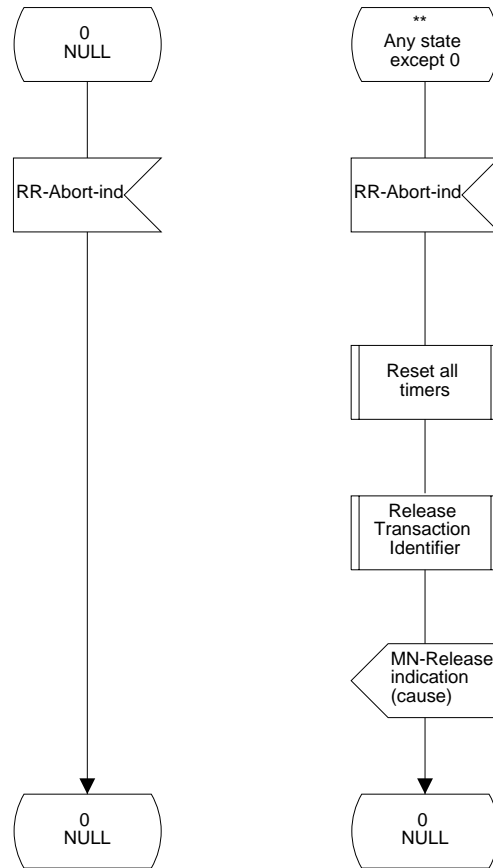 0
NULL
RR-Abort-ind
0
NULL
**
Any state
except 0
RR-Abort-ind
Reset all
timers
Release
Transaction
Identifier
MN-Release
indication
(cause)
0
NULL